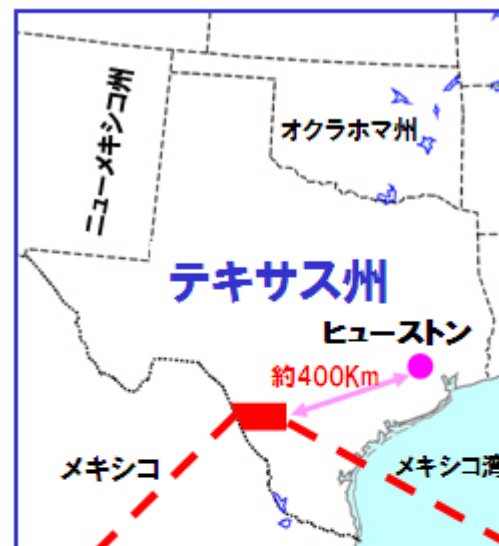 ニューメキシコ州
オクラホマ州
テキサス州
ヒューストン
約400Km
メキシコ
メキシコ湾